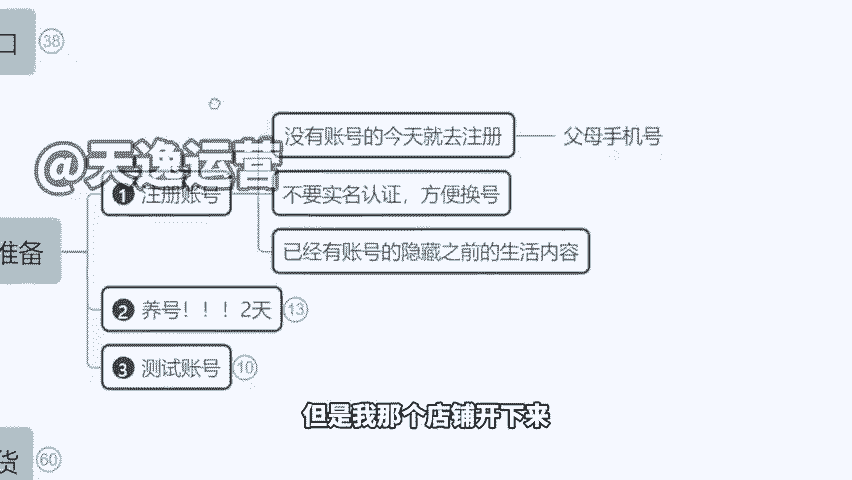 口 38
没有账号的今天就去注册 父母手机号
@天逸运营
1 注册账号
不要实名认证，方便换号
准备
已经有账号的隐藏之前的生活内容
2 养号！！！2天 13
3 测试账号 10
但是我那个店铺开下来
货 60